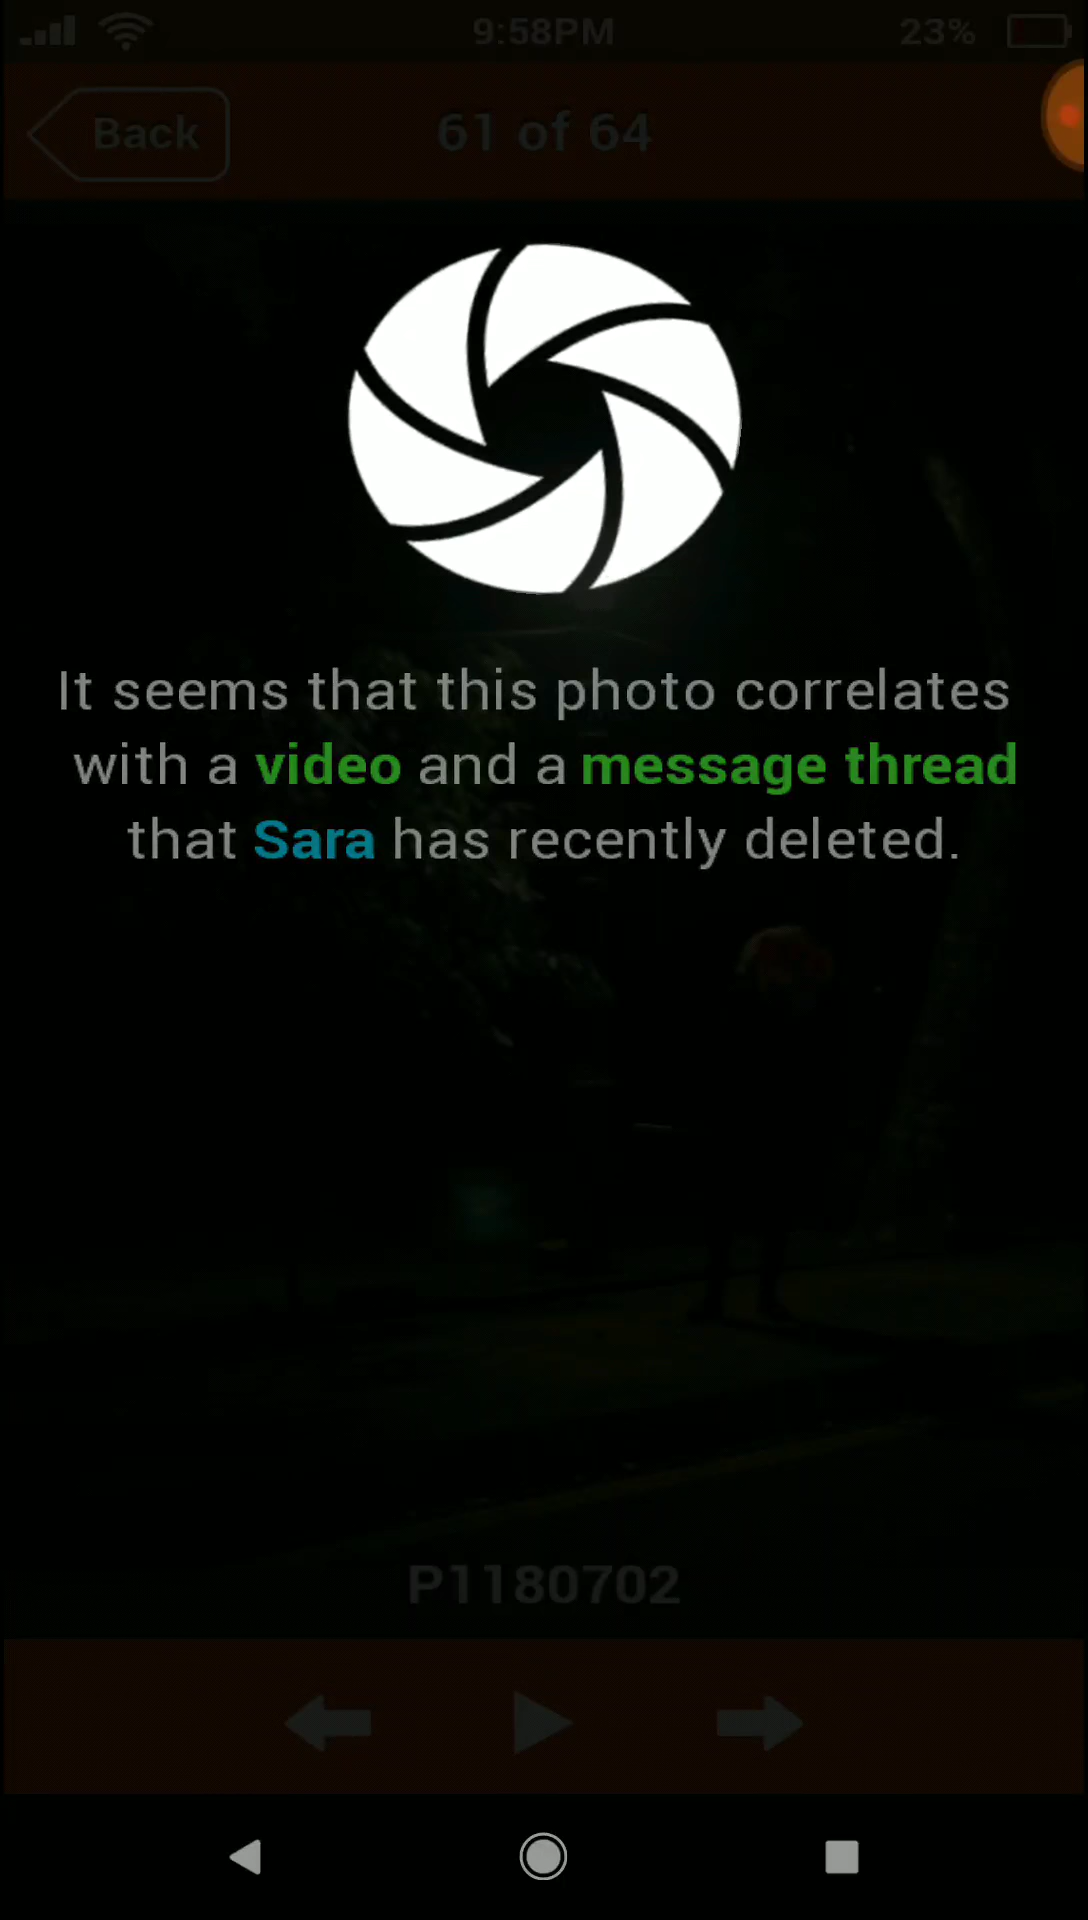 9:58PM 23%
Back 61 of 64
It seems that this photo correlates
with a video and a message thread
that Sara has recently deleted.
P1180702